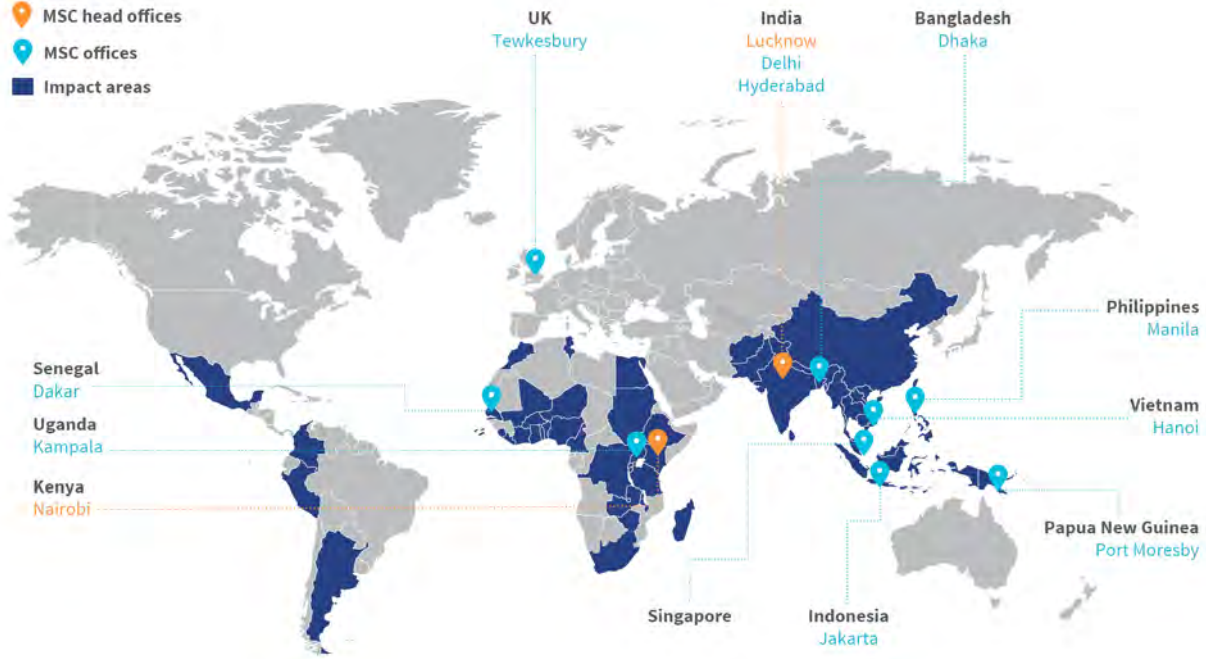 MSC head offices
MSC offices
Impact areas
UK
Tewkesbury
India
Lucknow
Delhi
Hyderabad
Bangladesh
Dhaka
Philippines
Manila
Senegal
Dakar
Vietnam
Hanoi
Uganda
Kampala
Kenya
Nairobi
Papua New Guinea
Port Moresby
Singapore
Indonesia
Jakarta